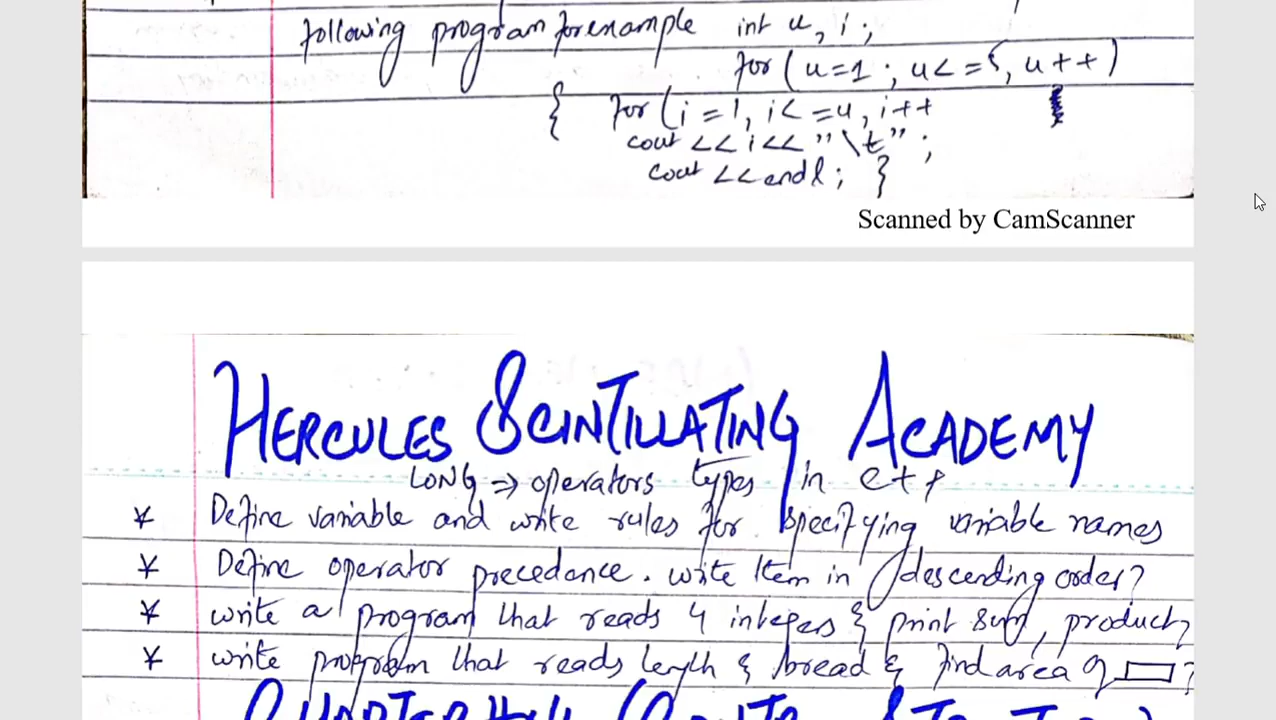 following program for example int u, i;
for ( u=1 ; u<=5, u++)
{ for (i=1, i<=u, i++
cout <<i<< "\t" ;
cout <<endl; }
Scanned by CamScanner
HERCULES SCINTILLATING ACADEMY
LONG => operators types in c++
* Define variable and write rules for specifying variable names
* Define operator precedance. write Item in descending order?
* write a program that reads 4 integers & print sum, product?
* write program that reads length & bread & find area of ▭?